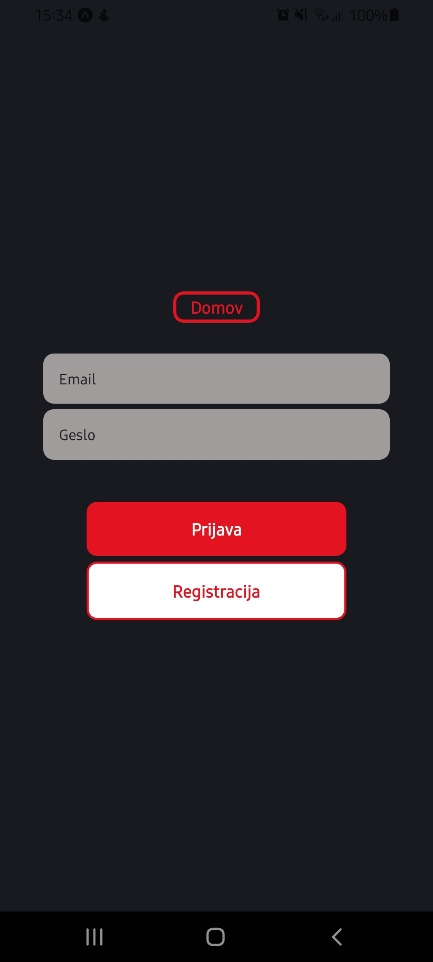 15:34
100%
Domov
Email
Geslo
Prijava
Registracija